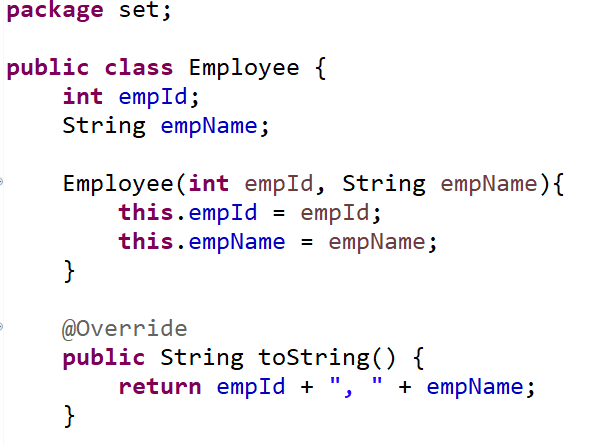 package set;
public class Employee {
int empId;
String empName;
Employee(int empId, String empName){
this.empId = empId;
this.empName = empName;
}
@Override
public String toString() {
return empId + ", " + empName;
}